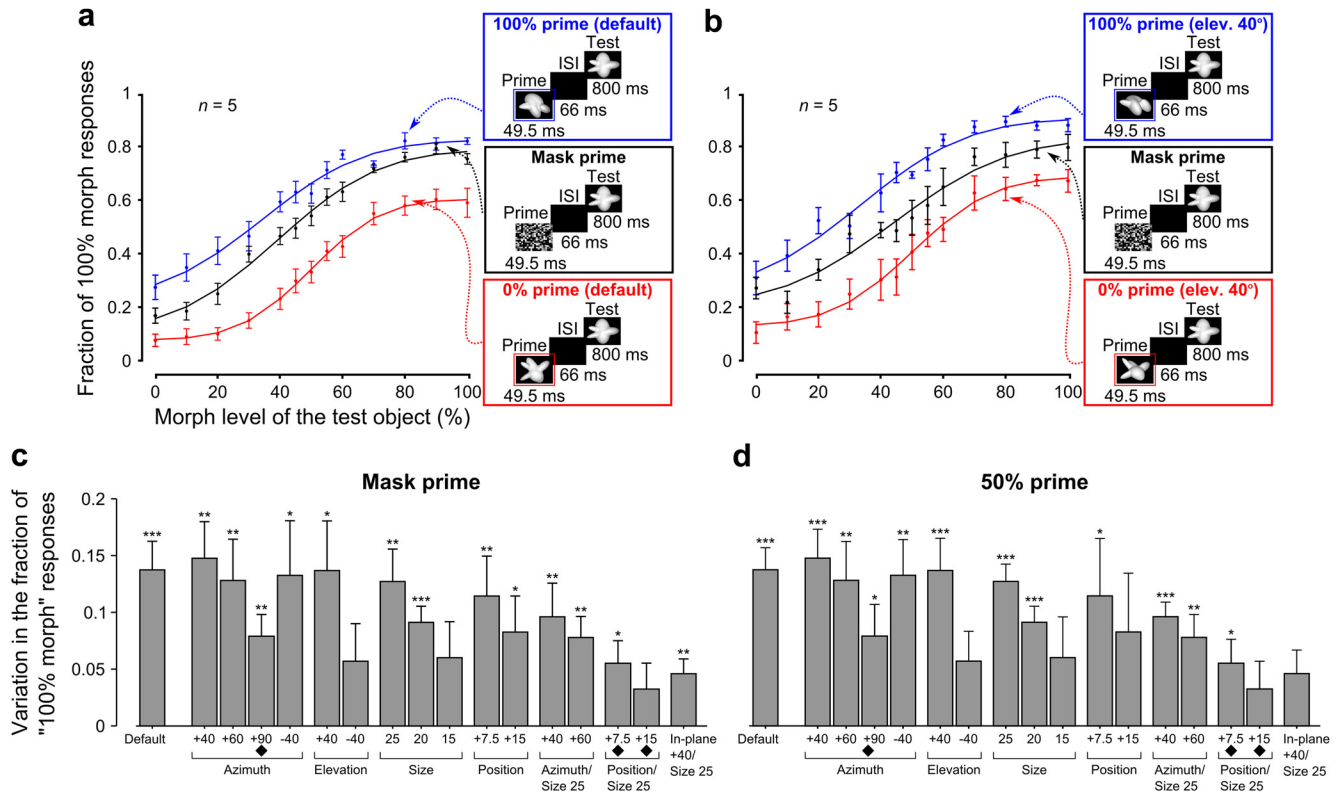 a
b
100% prime (default)
Test
ISI
Prime
800 ms
66 ms
49.5 ms
Mask prime
Prime
ISI
Test
800 ms
66 ms
49.5 ms
0% prime (default)
Test
ISI
Prime
800 ms
66 ms
49.5 ms
100% prime (elev. 40°)
Test
ISI
Prime
800 ms
66 ms
49.5 ms
Mask prime
Prime
ISI
Test
800 ms
66 ms
49.5 ms
0% prime (elev. 40°)
Test
ISI
Prime
800 ms
66 ms
49.5 ms
Fraction of 100% morph responses
n = 5
1
0.8
0.6
0.4
0.2
0
0 20 40 60 80 100
Morph level of the test object (%)
n = 5
1
0.8
0.6
0.4
0.2
0
0 20 40 60 80 100
c
Mask prime
Variation in the fraction of
"100% morph" responses
0.2
0.15
0.1
0.05
0
*** ** ** ** * * ** *** ** * ** ** * **
Default +40 +60 +90 -40 +40 -40 25 20 15 +7.5 +15 +40 +60 +7.5 +15 In-plane
+40/
Size 25
Azimuth Elevation Size Position Azimuth/
Size 25
Position/
Size 25
d
50% prime
*** *** ** * ** *** *** *** * *** ** *
Default +40 +60 +90 -40 +40 -40 25 20 15 +7.5 +15 +40 +60 +7.5 +15 In-plane
+40/
Size 25
Azimuth Elevation Size Position Azimuth/
Size 25
Position/
Size 25